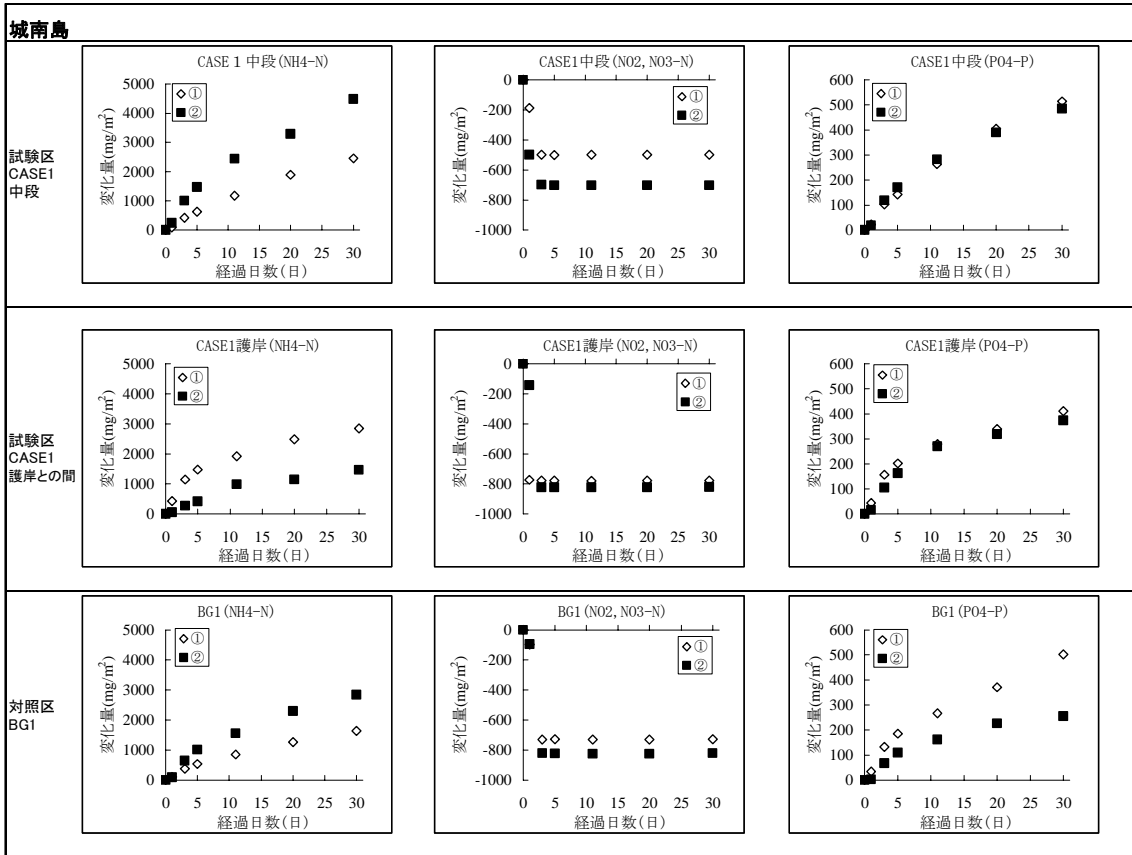 城南島
試験区
CASE1
中段
CASE 1 中段(NH4-N)
変化量(mg/m²)
5000
4000
3000
2000
1000
0
◇①
■②
0 5 10 15 20 25 30
経過日数(日)
CASE1中段(NO2, NO3-N)
変化量(mg/m²)
0
-200
-400
-600
-800
-1000
◇①
■②
0 5 10 15 20 25 30
経過日数(日)
CASE1中段(PO4-P)
変化量(mg/m²)
600
500
400
300
200
100
0
◇①
■②
0 5 10 15 20 25 30
経過日数(日)
試験区
CASE1
護岸との間
CASE1護岸(NH4-N)
変化量(mg/m²)
5000
4000
3000
2000
1000
0
◇①
■②
0 5 10 15 20 25 30
経過日数(日)
CASE1護岸(NO2, NO3-N)
変化量(mg/m²)
0
-200
-400
-600
-800
-1000
◇①
■②
0 5 10 15 20 25 30
経過日数(日)
CASE1護岸(PO4-P)
変化量(mg/m²)
600
500
400
300
200
100
0
◇①
■②
0 5 10 15 20 25 30
経過日数(日)
対照区
BG1
BG1(NH4-N)
変化量(mg/m²)
5000
4000
3000
2000
1000
0
◇①
■②
0 5 10 15 20 25 30
経過日数(日)
BG1(NO2, NO3-N)
変化量(mg/m²)
0
-200
-400
-600
-800
-1000
◇①
■②
0 5 10 15 20 25 30
経過日数(日)
BG1(PO4-P)
変化量(mg/m²)
600
500
400
300
200
100
0
◇①
■②
0 5 10 15 20 25 30
経過日数(日)